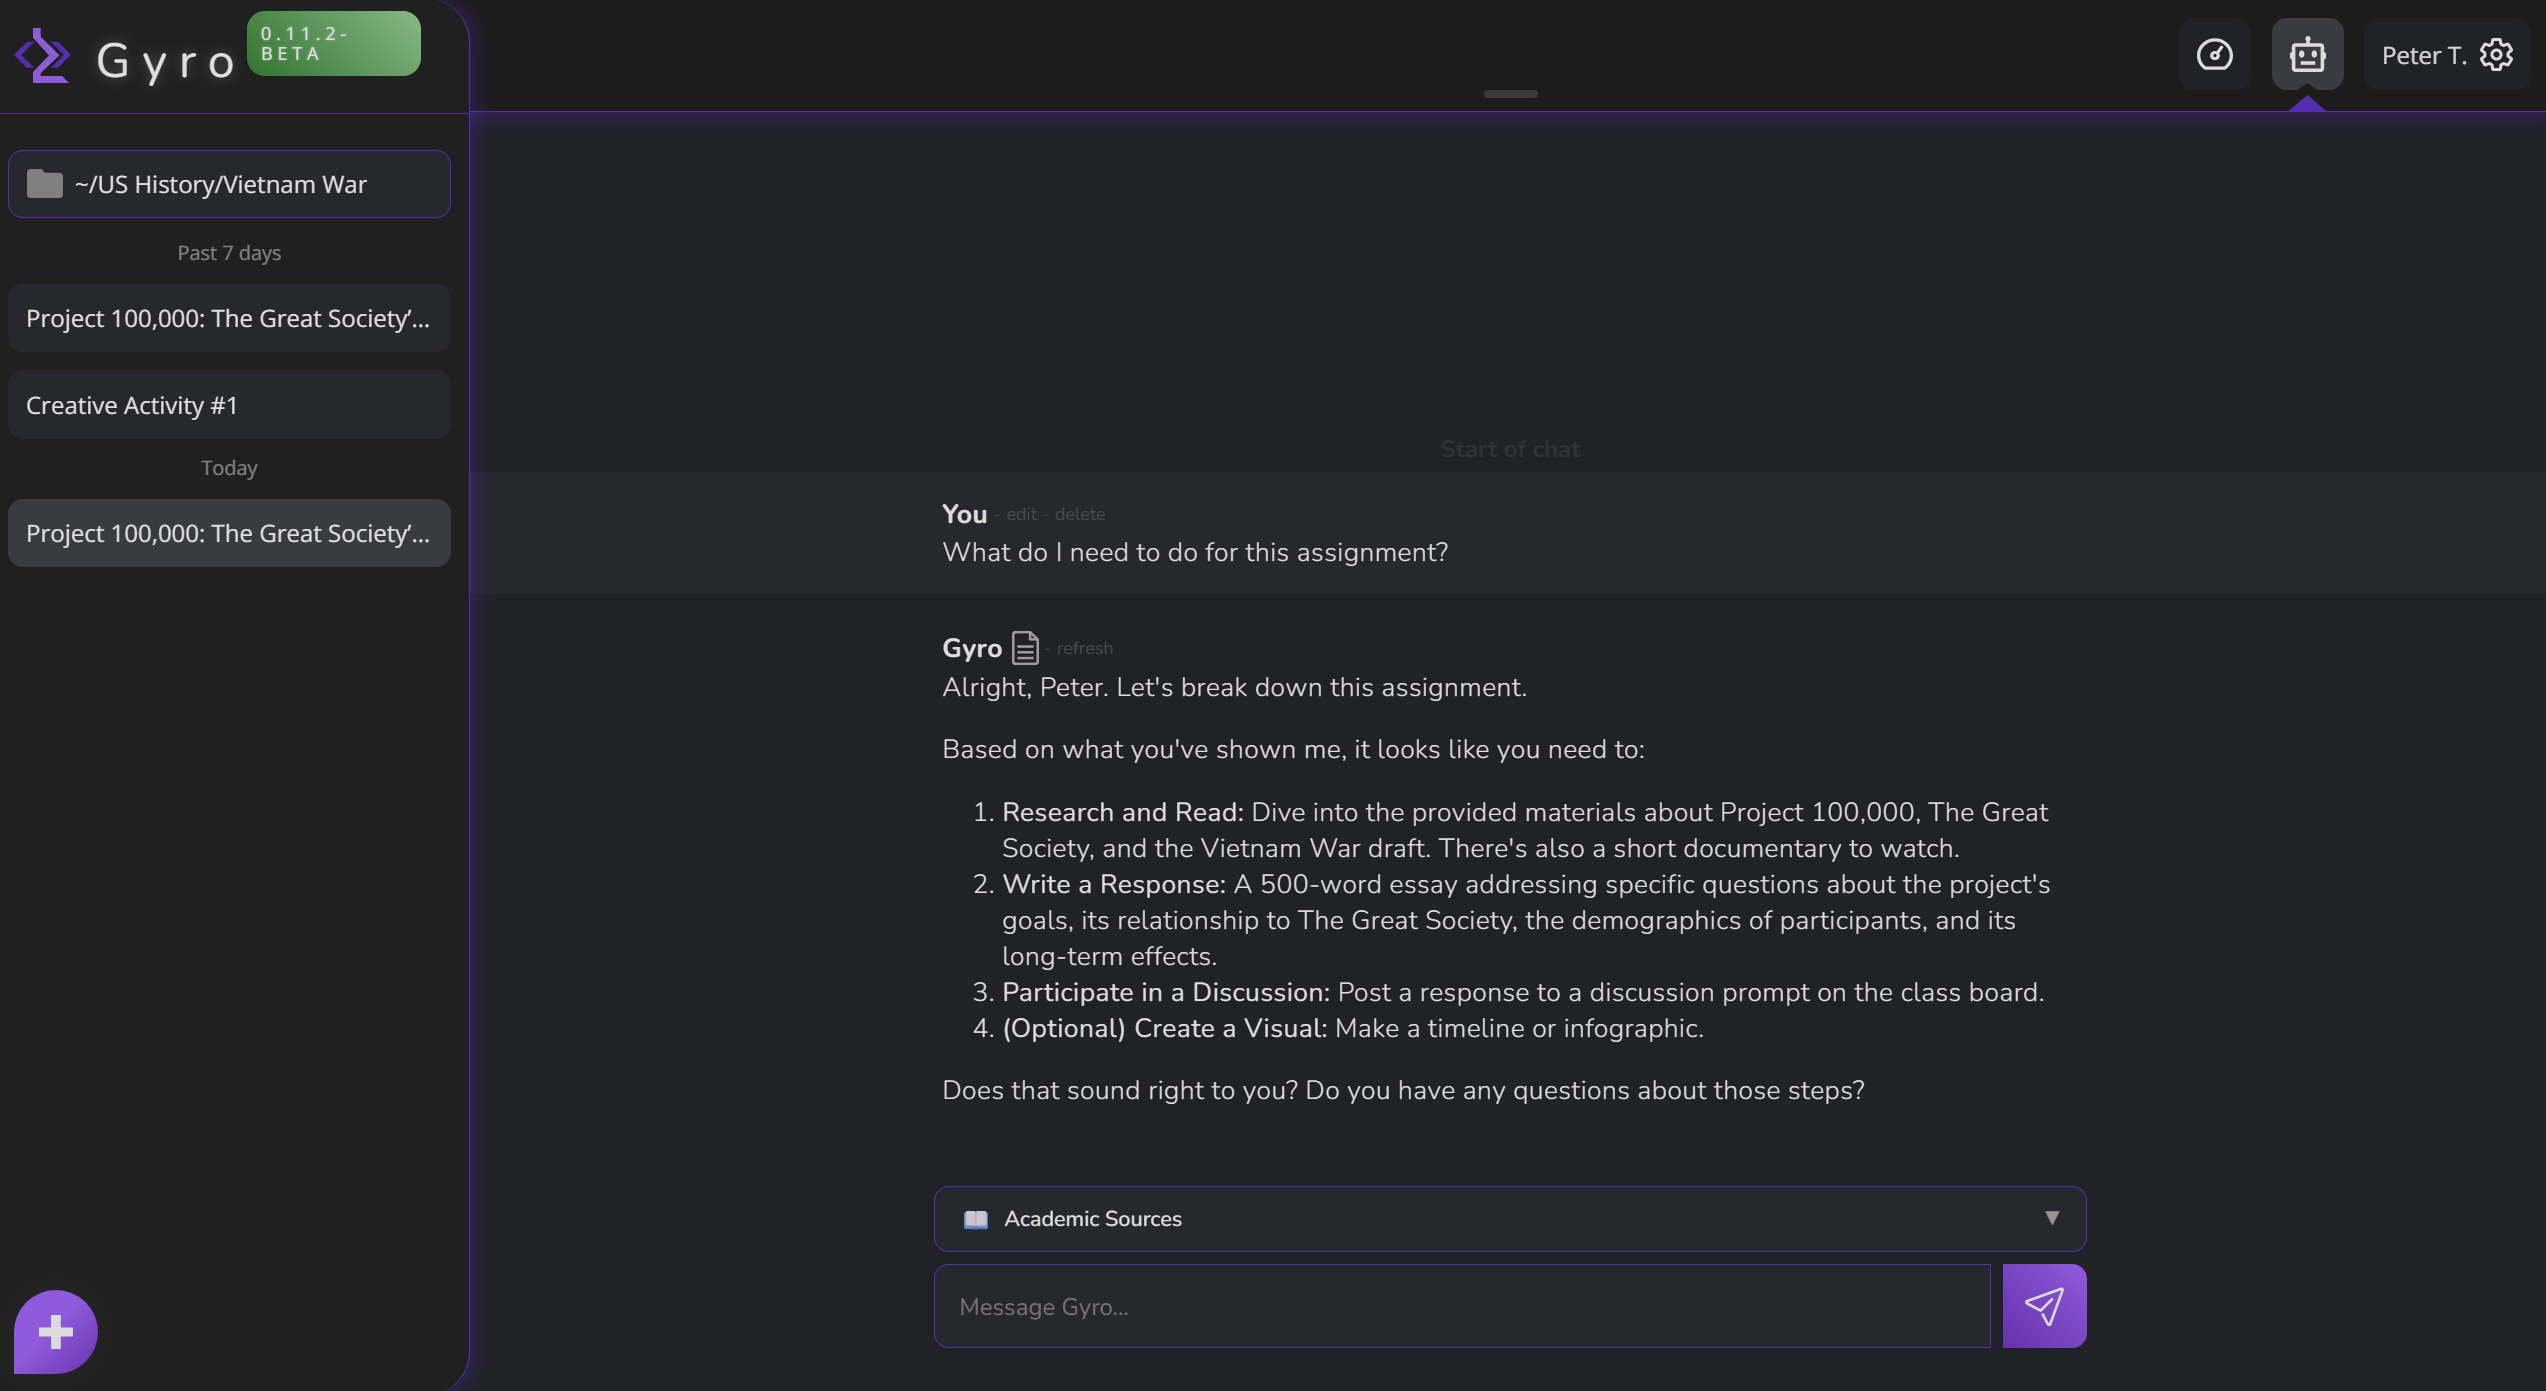 Gyro
0.11.2-
BETA
Peter T.
~/US History/Vietnam War
Past 7 days
Project 100,000: The Great Society’...
Creative Activity #1
Today
Project 100,000: The Great Society’...
Start of chat
You - edit - delete
What do I need to do for this assignment?
Gyro - refresh
Alright, Peter. Let's break down this assignment.
Based on what you've shown me, it looks like you need to:
1. Research and Read: Dive into the provided materials about Project 100,000, The Great
Society, and the Vietnam War draft. There's also a short documentary to watch.
2. Write a Response: A 500-word essay addressing specific questions about the project's
goals, its relationship to The Great Society, the demographics of participants, and its
long-term effects.
3. Participate in a Discussion: Post a response to a discussion prompt on the class board.
4. (Optional) Create a Visual: Make a timeline or infographic.
Does that sound right to you? Do you have any questions about those steps?
Academic Sources
Message Gyro...